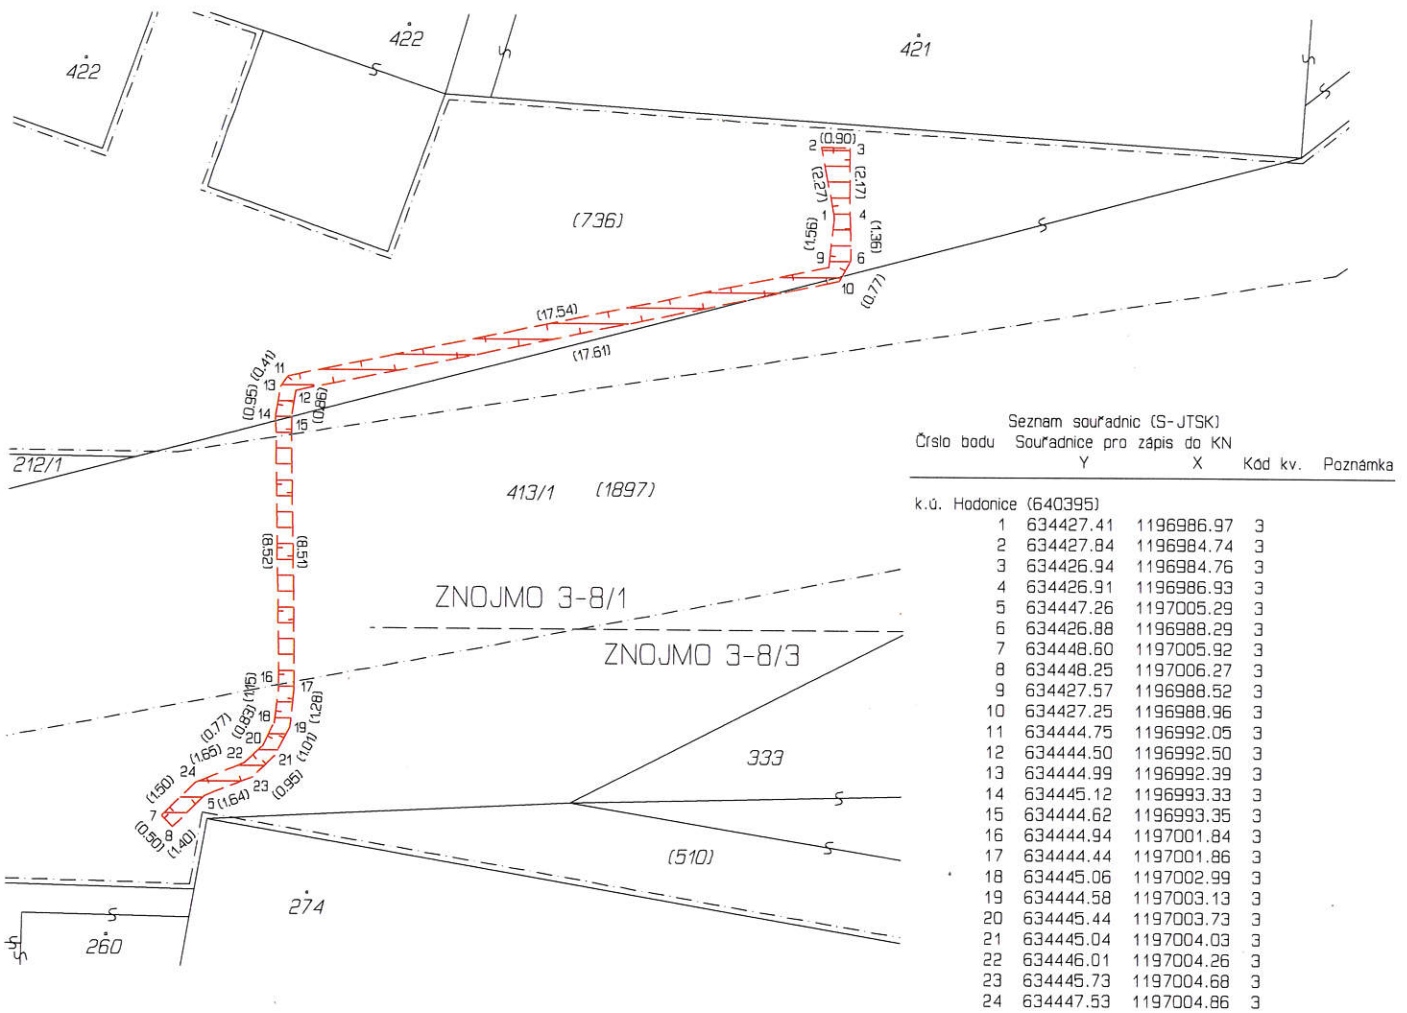 422
422
421
(0.90)
2
3
(2.27)
(2.17)
(736)
1
4
(1.56)
(1.36)
9
6
10
(0.77)
(17.54)
(17.61)
11
(0.41)
13
12
(0.95)
(0.86)
14
15
212/1
413/1 (1897)
(8.52)
(8.51)
ZNOJMO 3-8/1
ZNOJMO 3-8/3
16
17
(1.15)
(1.28)
18
19
(0.77)
(0.83)
20
21
(1.01)
(1.65)
22
24
23
(0.95)
(1.50)
5
(1.64)
7
8
(0.50)
(1.40)
333
(510)
274
260
Seznam souřadnic (S-JTSK)
Číslo bodu Souřadnice pro zápis do KN
Y X Kód kv. Poznámka
k.ú. Hodonice (640395)
1 634427.41 1196986.97 3
2 634427.84 1196984.74 3
3 634426.94 1196984.76 3
4 634426.91 1196986.93 3
5 634447.26 1197005.29 3
6 634426.88 1196988.29 3
7 634448.60 1197005.92 3
8 634448.25 1197006.27 3
9 634427.57 1196988.52 3
10 634427.25 1196988.96 3
11 634444.75 1196992.05 3
12 634444.50 1196992.50 3
13 634444.99 1196992.39 3
14 634445.12 1196993.33 3
15 634444.62 1196993.35 3
16 634444.94 1197001.84 3
17 634444.44 1197001.86 3
18 634445.06 1197002.99 3
19 634444.58 1197003.13 3
20 634445.44 1197003.73 3
21 634445.04 1197004.03 3
22 634446.01 1197004.26 3
23 634445.73 1197004.68 3
24 634447.53 1197004.86 3